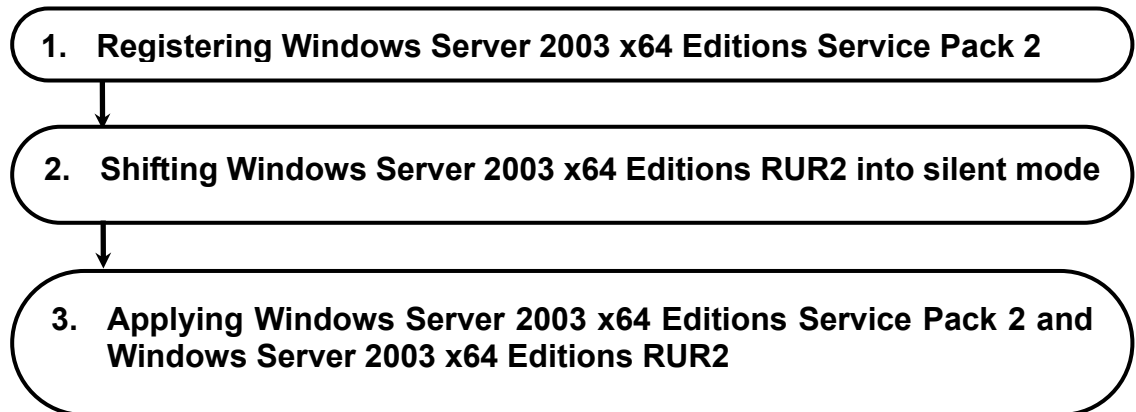 1. Registering Windows Server 2003 x64 Editions Service Pack 2
2. Shifting Windows Server 2003 x64 Editions RUR2 into silent mode
3. Applying Windows Server 2003 x64 Editions Service Pack 2 and
Windows Server 2003 x64 Editions RUR2